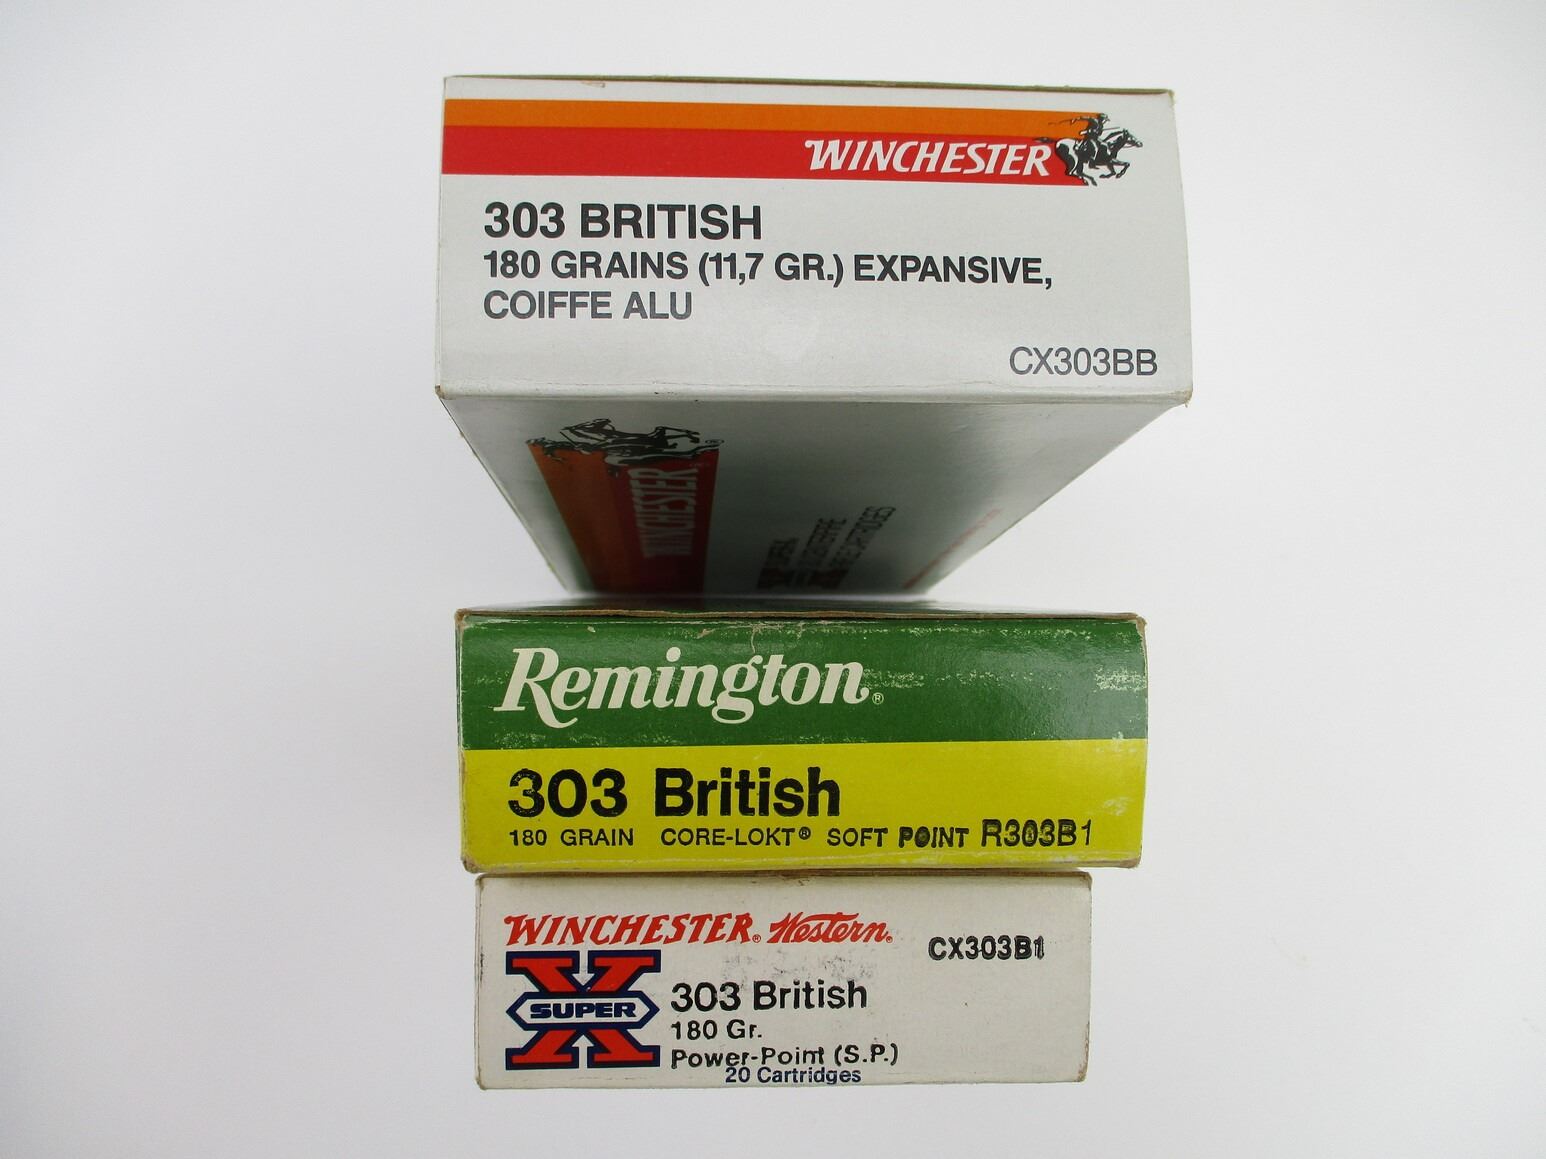 WINCHESTER
303 BRITISH
180 GRAINS (11,7 GR.) EXPANSIVE,
COIFFE ALU
CX303BB
WINCHESTER
Remington®
303 British
180 GRAIN CORE-LOKT® SOFT POINT R303B1
WINCHESTER® Western®
CX303B1
SUPER X
303 British
180 Gr.
Power-Point (S.P.)
20 Cartridges